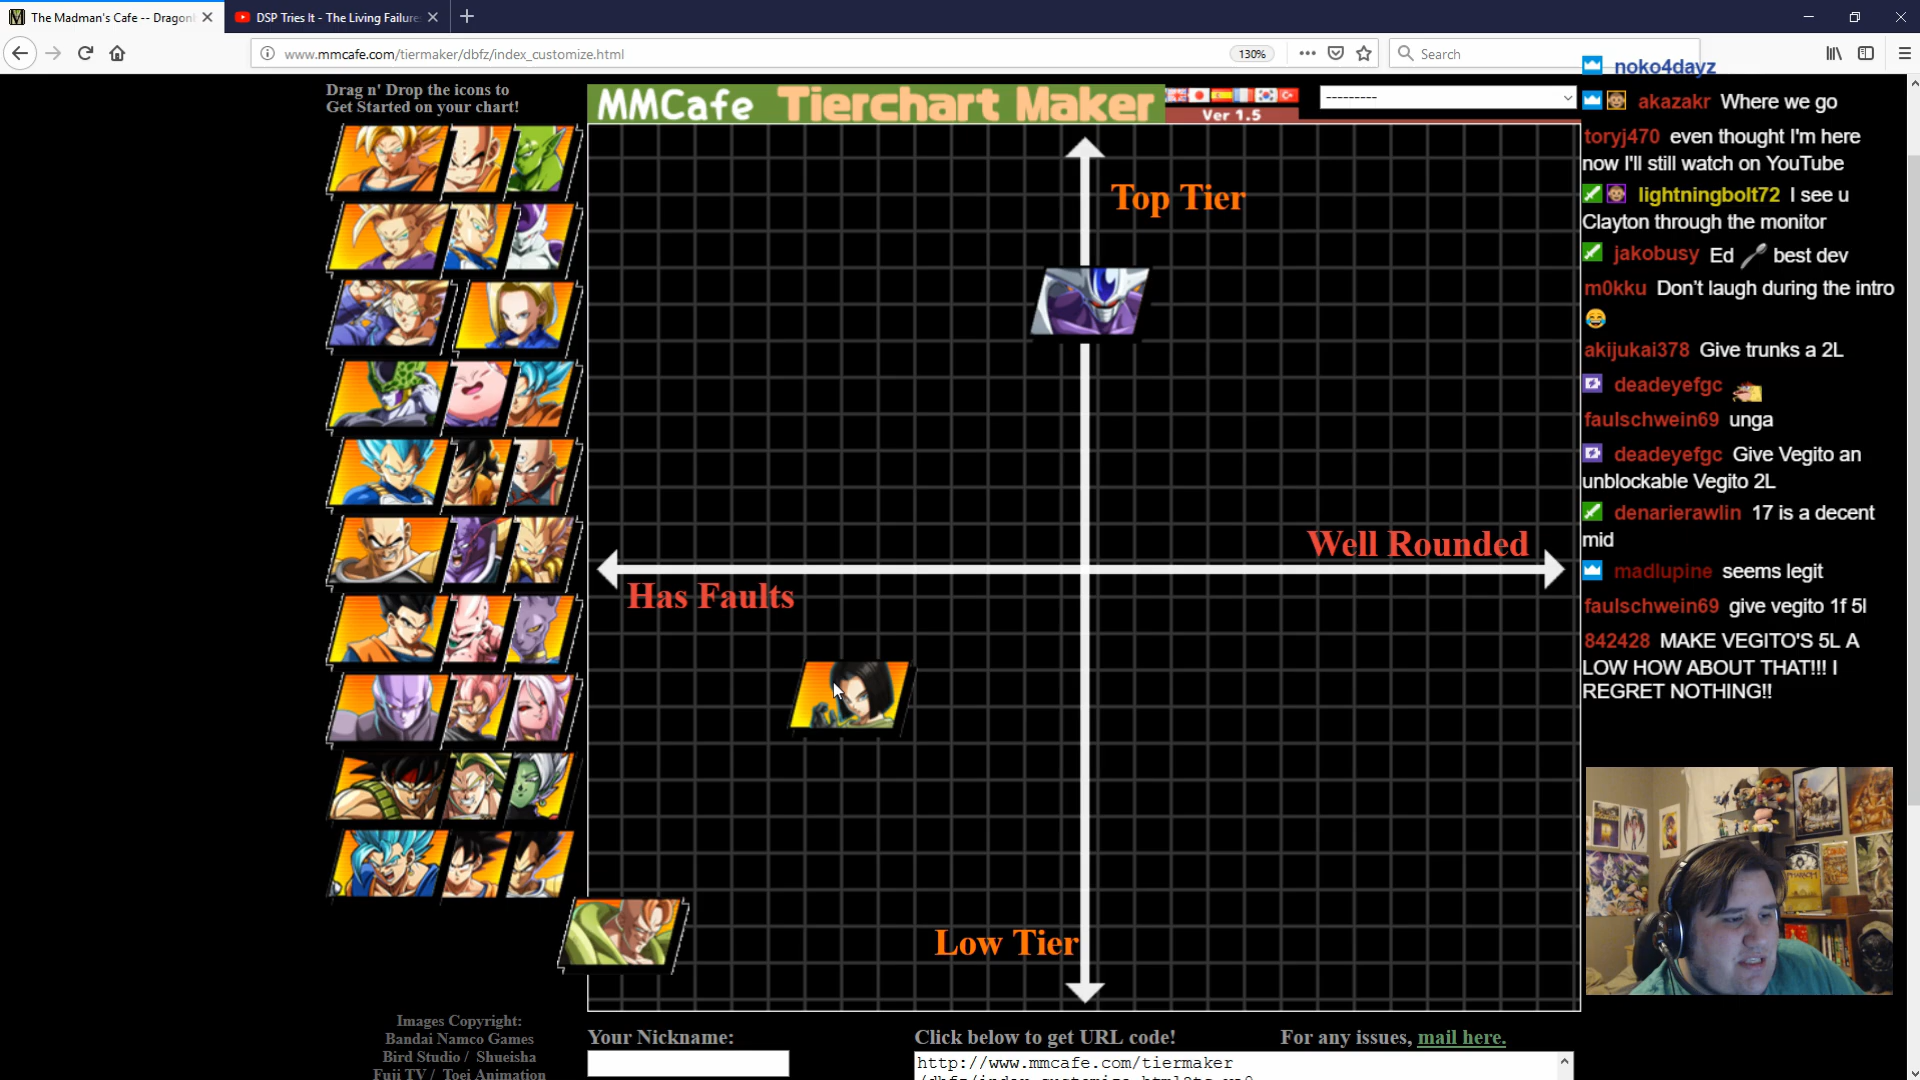 The Madman's Cafe -- Dragon
DSP Tries It - The Living Failure
www.mmcafe.com/tiermaker/dbfz/index_customize.html
130%
Search
Drag n' Drop the icons to
Get Started on your chart!
MMCafe Tierchart Maker
Ver 1.5
---------
Top Tier
Well Rounded
Has Faults
Low Tier
noko4dayz
akazakr Where we go
toryj470 even thought I'm here
now I'll still watch on YouTube
lightningbolt72 I see u
Clayton through the monitor
jakobusy Ed best dev
m0kku Don't laugh during the intro
akijukai378 Give trunks a 2L
deadeyefgc
faulschwein69 unga
deadeyefgc Give Vegito an
unblockable Vegito 2L
denarierawlin 17 is a decent
mid
madlupine seems legit
faulschwein69 give vegito 1f 5l
842428 MAKE VEGITO'S 5L A
LOW HOW ABOUT THAT!!! I
REGRET NOTHING!!
Images Copyright:
Bandai Namco Games
Bird Studio / Shueisha
Fuji TV / Toei Animation
Your Nickname:
Click below to get URL code!
For any issues, mail here.
http://www.mmcafe.com/tiermaker